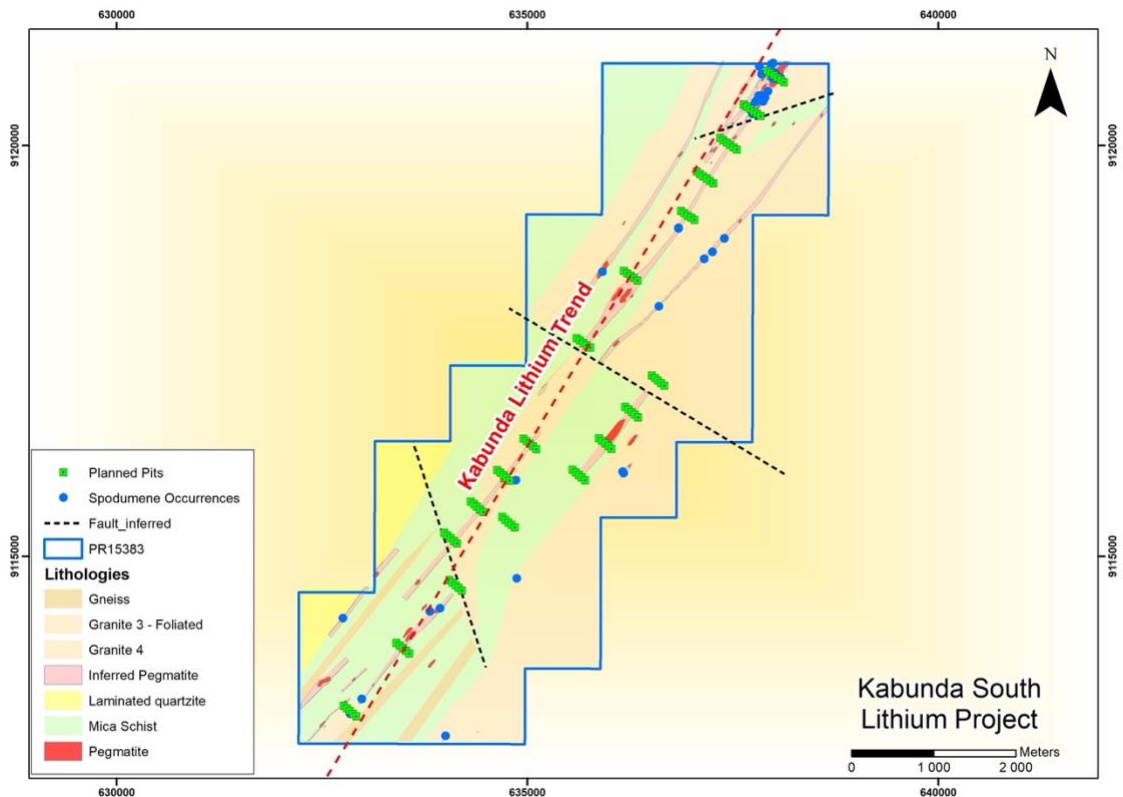 630000
635000
640000
N
9120000
9120000
Kabunda Lithium Trend
Planned Pits
Spodumene Occurrences
Fault_inferred
PR15383
Lithologies
Gneiss
Granite 3 - Foliated
Granite 4
Inferred Pegmatite
Laminated quartzite
Mica Schist
Pegmatite
9115000
9115000
Kabunda South
Lithium Project
Meters
0 1 000 2 000
630000
635000
640000